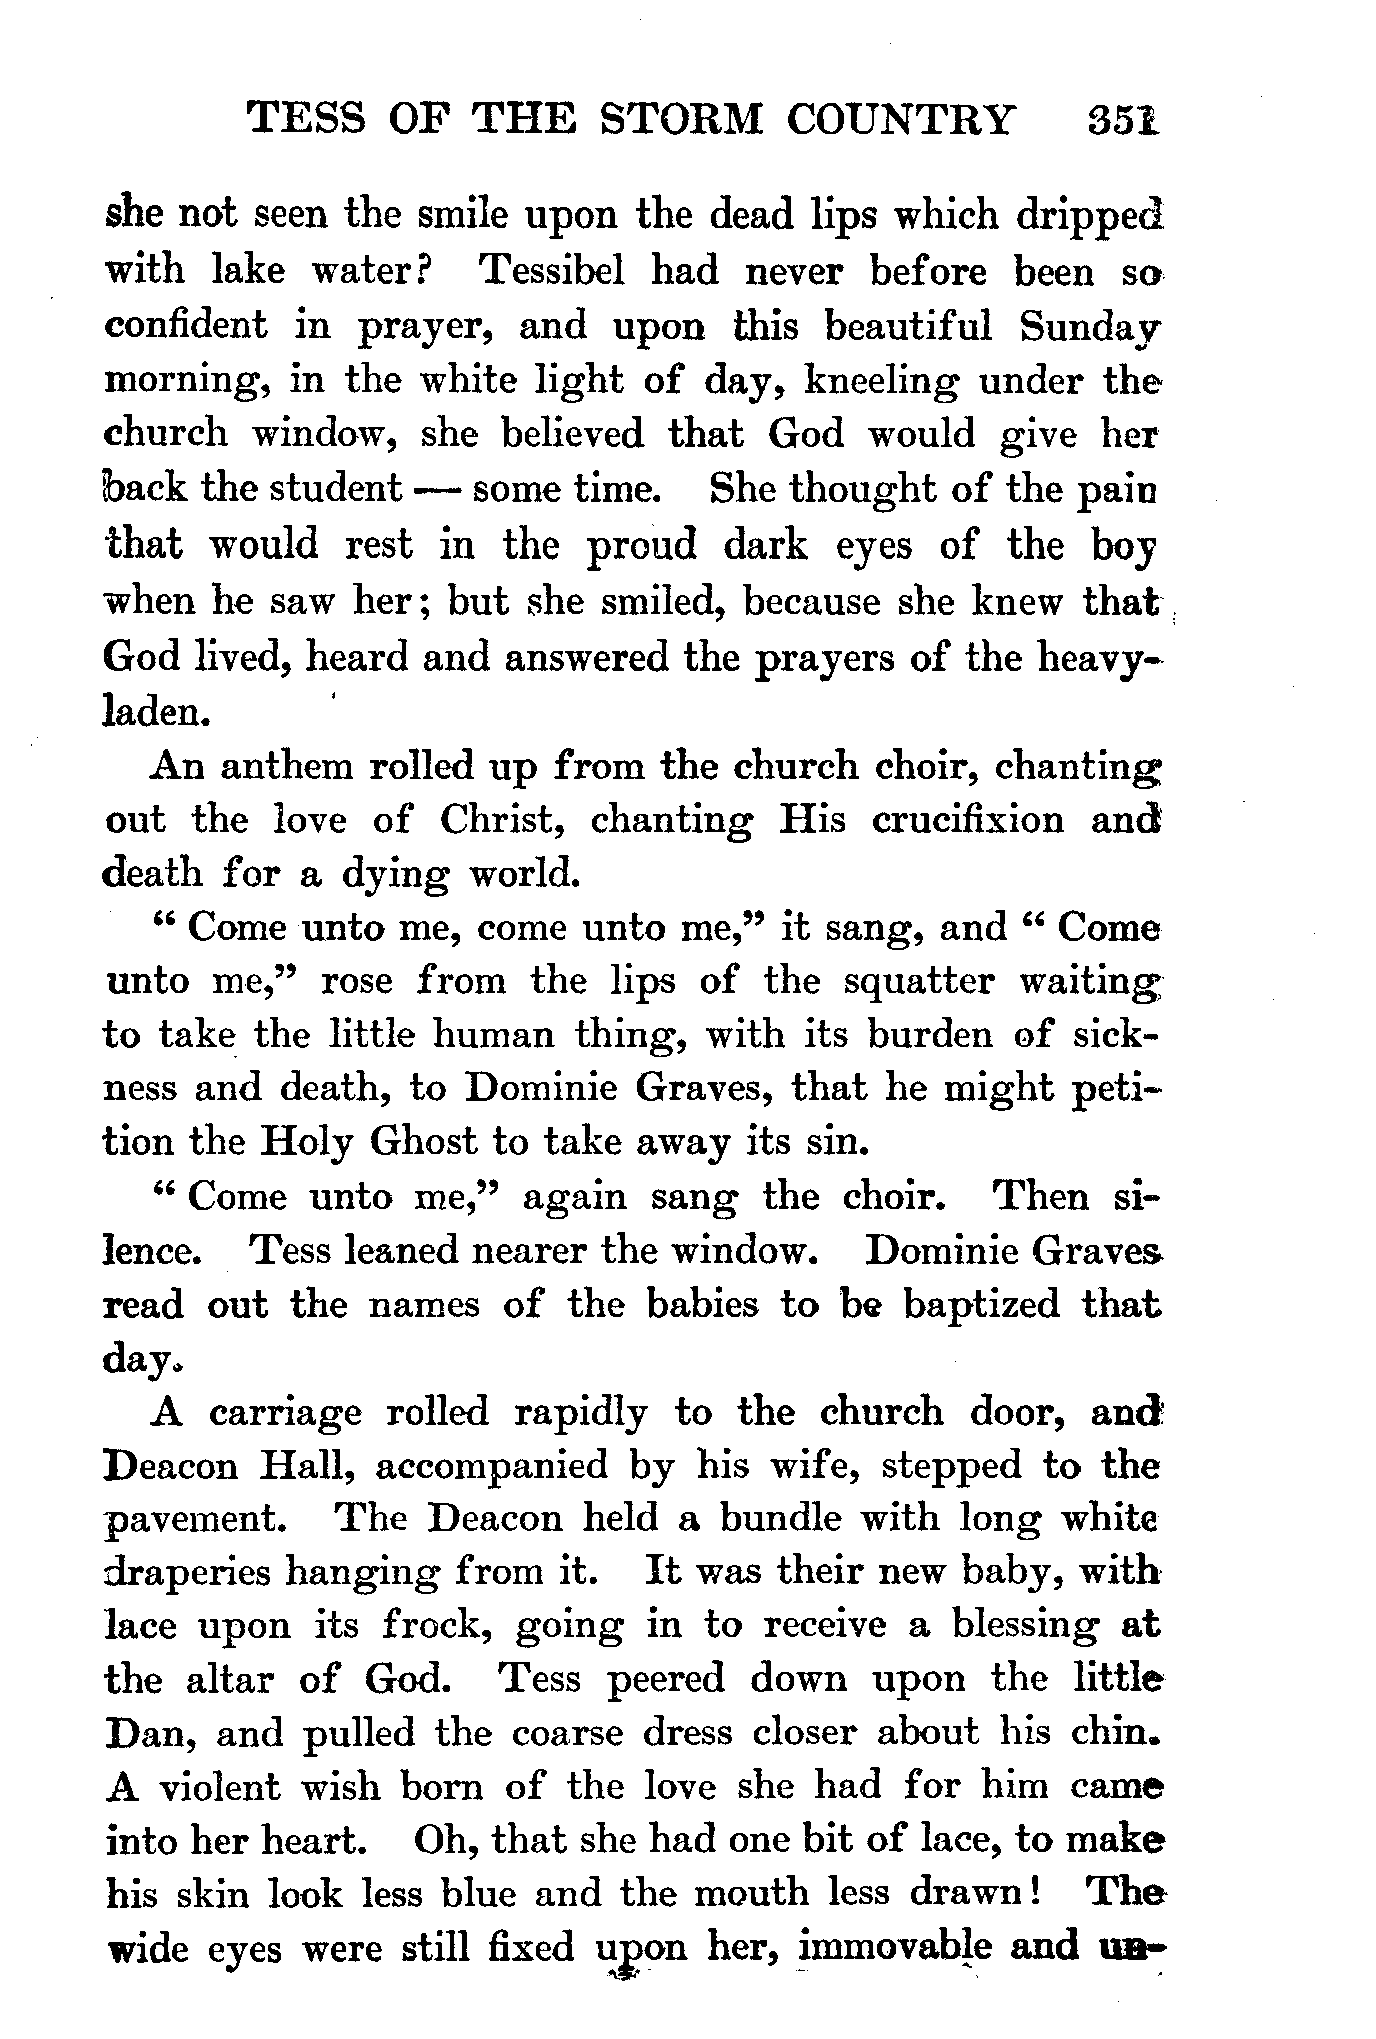 TESS OF THE STORM COUNTRY 351
she not seen the smile upon the dead lips which dripped
with lake water? Tessibel had never before been so
confident in prayer, and upon this beautiful Sunday
morning, in the white light of day, kneeling under the
church window, she believed that God would give her
back the student — some time. She thought of the pain
that would rest in the proud dark eyes of the boy
when he saw her; but she smiled, because she knew that
God lived, heard and answered the prayers of the heavy-
laden.
An anthem rolled up from the church choir, chanting
out the love of Christ, chanting His crucifixion and
death for a dying world.
“ Come unto me, come unto me,” it sang, and “ Come
unto me,” rose from the lips of the squatter waiting
to take the little human thing, with its burden of sick-
ness and death, to Dominie Graves, that he might peti-
tion the Holy Ghost to take away its sin.
“ Come unto me,” again sang the choir. Then si-
lence. Tess leaned nearer the window. Dominie Graves
read out the names of the babies to be baptized that
day.
A carriage rolled rapidly to the church door, and
Deacon Hall, accompanied by his wife, stepped to the
pavement. The Deacon held a bundle with long white
draperies hanging from it. It was their new baby, with
lace upon its frock, going in to receive a blessing at
the altar of God. Tess peered down upon the little
Dan, and pulled the coarse dress closer about his chin.
A violent wish born of the love she had for him came
into her heart. Oh, that she had one bit of lace, to make
his skin look less blue and the mouth less drawn! The
wide eyes were still fixed upon her, immovable and un-